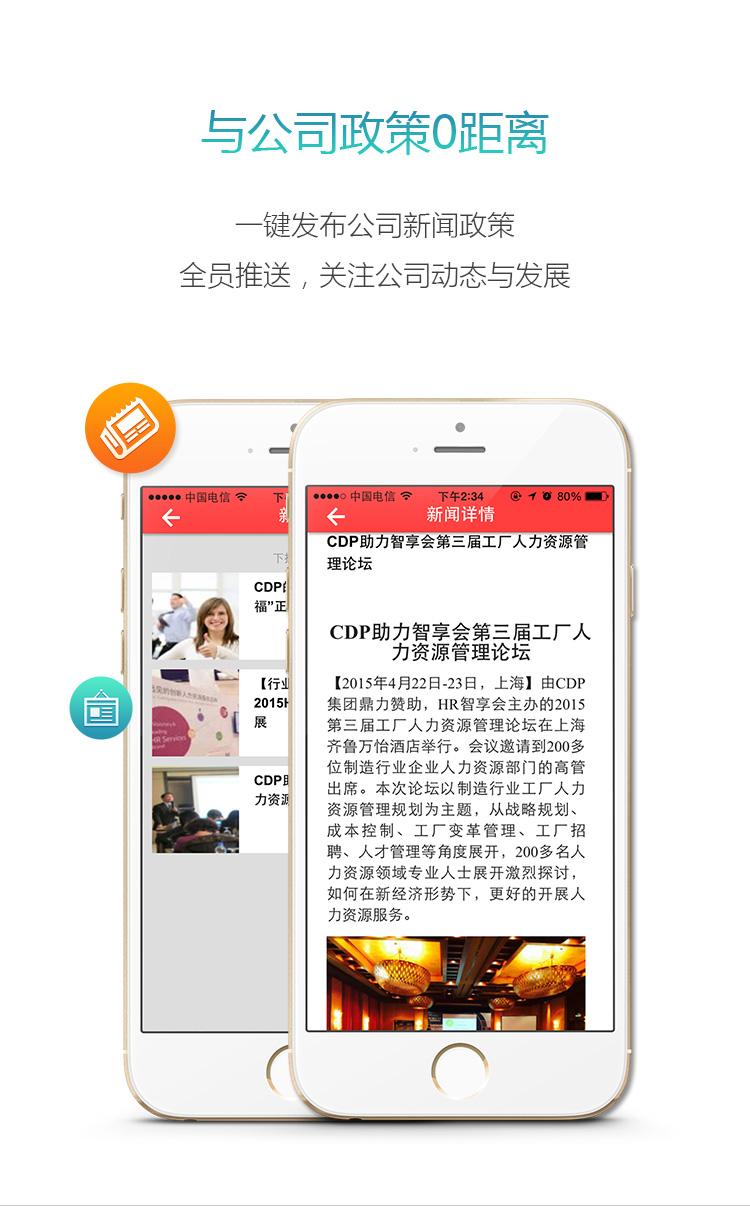 与公司政策0距离
一键发布公司新闻政策
全员推送，关注公司动态与发展
中国电信
下
下午2:34
80%
新闻详情
CDP助力智享会第三届工厂人力资源管
理论坛
CDP助力智享会第三届工厂人
力资源管理论坛
【2015年4月22日-23日，上海】由CDP
集团鼎力赞助，HR智享会主办的2015
第三届工厂人力资源管理论坛在上海
齐鲁万怡酒店举行。会议邀请到200多
位制造行业企业人力资源部门的高管
出席。本次论坛以制造行业工厂人力
资源管理规划为主题，从战略规划、
成本控制、工厂变革管理、工厂招
聘、人才管理等角度展开，200多名人
力资源领域专业人士展开激烈探讨，
如何在新经济形势下，更好的开展人
力资源服务。
中国电信
CDP
福”正
【行业
2015H
展
CDP
力资源
HR Services